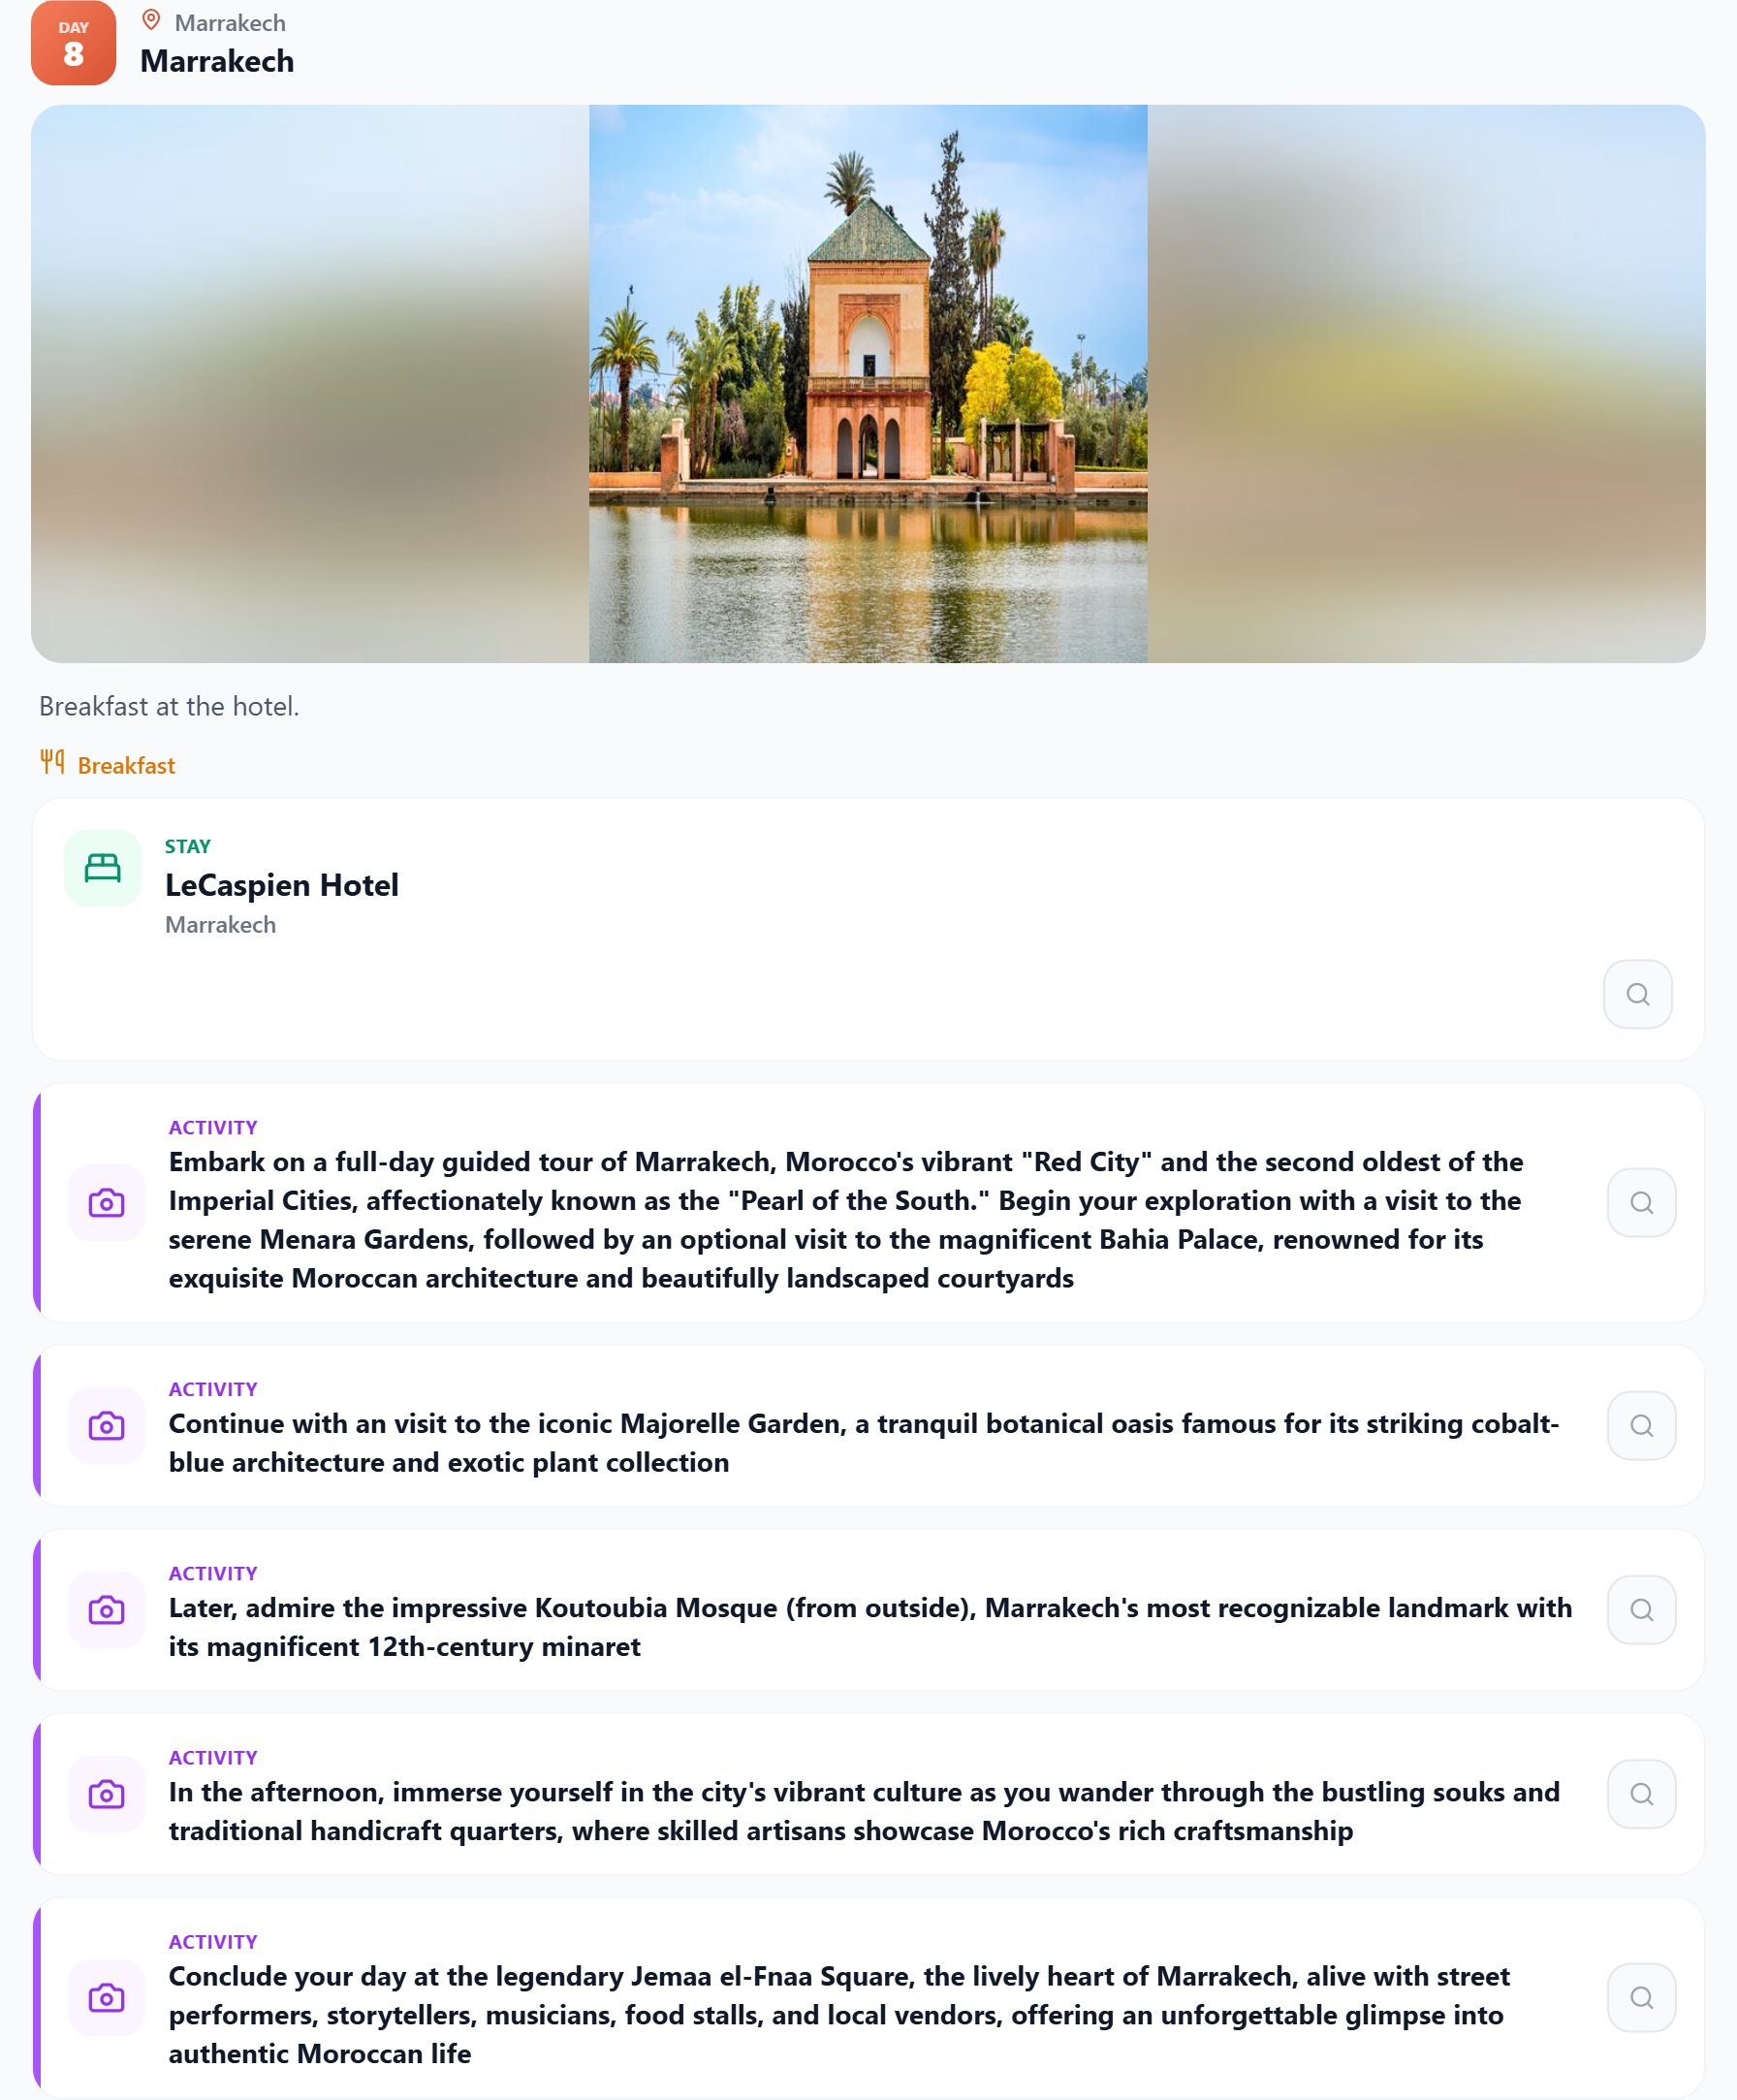 DAY
8
Marrakech
Marrakech
Breakfast at the hotel.
Breakfast
STAY
LeCaspien Hotel
Marrakech
ACTIVITY
Embark on a full-day guided tour of Marrakech, Morocco's vibrant "Red City" and the second oldest of the
Imperial Cities, affectionately known as the "Pearl of the South." Begin your exploration with a visit to the
serene Menara Gardens, followed by an optional visit to the magnificent Bahia Palace, renowned for its
exquisite Moroccan architecture and beautifully landscaped courtyards
ACTIVITY
Continue with an visit to the iconic Majorelle Garden, a tranquil botanical oasis famous for its striking cobalt-
blue architecture and exotic plant collection
ACTIVITY
Later, admire the impressive Koutoubia Mosque (from outside), Marrakech's most recognizable landmark with
its magnificent 12th-century minaret
ACTIVITY
In the afternoon, immerse yourself in the city's vibrant culture as you wander through the bustling souks and
traditional handicraft quarters, where skilled artisans showcase Morocco's rich craftsmanship
ACTIVITY
Conclude your day at the legendary Jemaa el-Fnaa Square, the lively heart of Marrakech, alive with street
performers, storytellers, musicians, food stalls, and local vendors, offering an unforgettable glimpse into
authentic Moroccan life